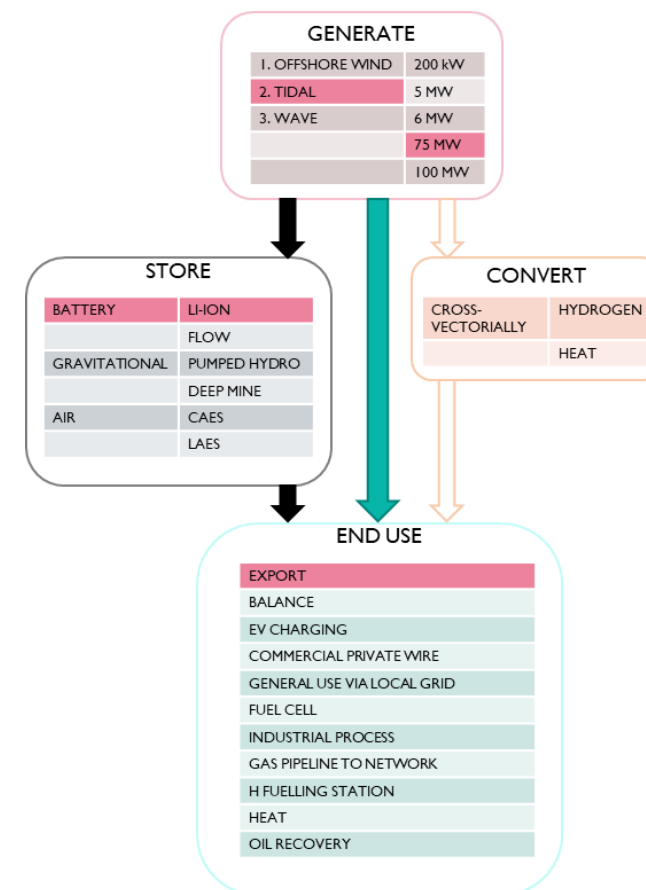 GENERATE
1. OFFSHORE WIND 200 kW
2. TIDAL 5 MW
3. WAVE 6 MW
75 MW
100 MW
STORE
BATTERY LI-ION
FLOW
GRAVITATIONAL PUMPED HYDRO
DEEP MINE
AIR CAES
LAES
CONVERT
CROSS- HYDROGEN
VECTORIALLY
HEAT
END USE
EXPORT
BALANCE
EV CHARGING
COMMERCIAL PRIVATE WIRE
GENERAL USE VIA LOCAL GRID
FUEL CELL
INDUSTRIAL PROCESS
GAS PIPELINE TO NETWORK
H FUELLING STATION
HEAT
OIL RECOVERY